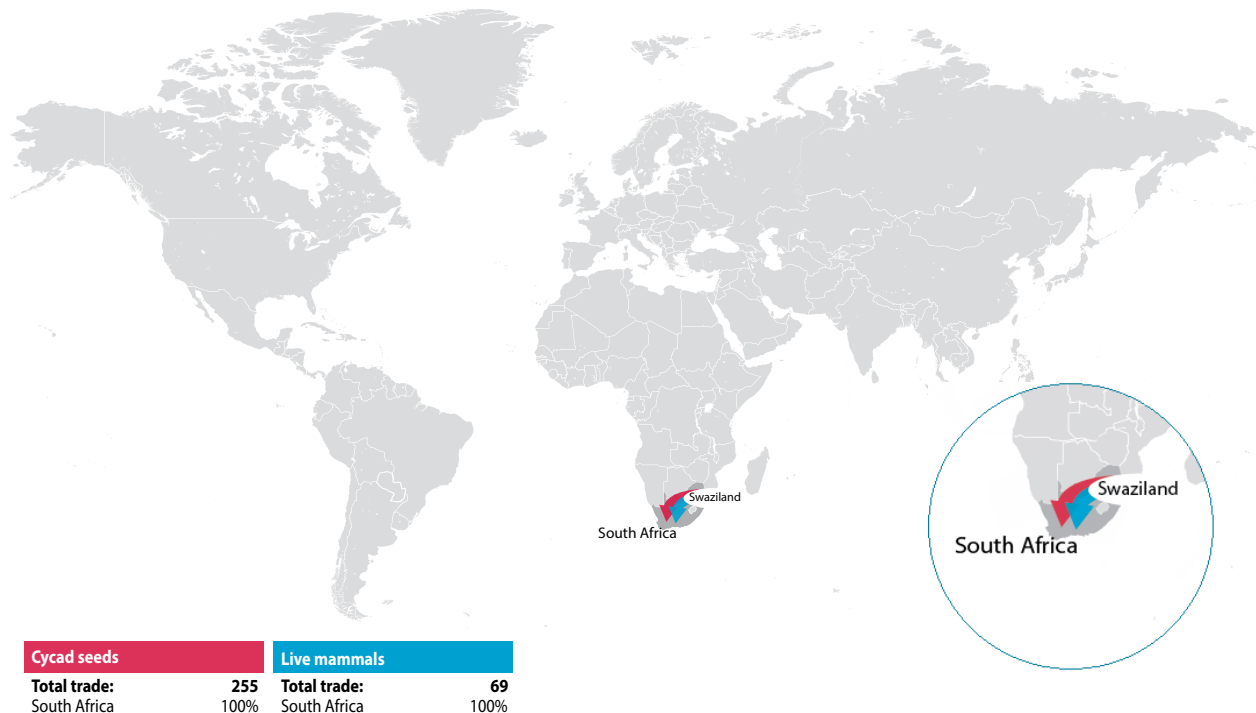 Swaziland
South Africa
Swaziland
South Africa
Cycad seeds
Total trade: 255
South Africa 100%
Live mammals
Total trade: 69
South Africa 100%